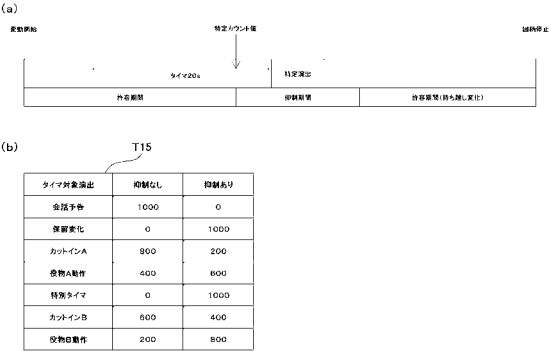 (a)
変動開始 特定カウント値 図柄停止
タイマ20s 特定演出
許容期間 抑制期間 許容期間(持ち越し変化)
(b)
T15
タイマ対象演出 抑制なし 抑制あり
会話予告 1000 0
保留変化 0 1000
カットインA 800 200
役物A動作 400 600
特別タイマ 0 1000
カットインB 600 400
役物B動作 200 800